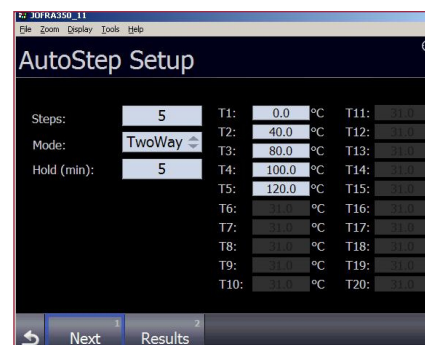 JOFRA350_11
File Zoom Display Tools Help
AutoStep Setup
Steps: 5
Mode: TwoWay
Hold (min): 5
T1: 0.0 °C T11: 31.0
T2: 40.0 °C T12: 31.0
T3: 80.0 °C T13: 31.0
T4: 100.0 °C T14: 31.0
T5: 120.0 °C T15: 31.0
T6: 31.0 °C T16: 31.0
T7: 31.0 °C T17: 31.0
T8: 31.0 °C T18: 31.0
T9: 31.0 °C T19: 31.0
T10: 31.0 °C T20: 31.0
1 2
Next Results